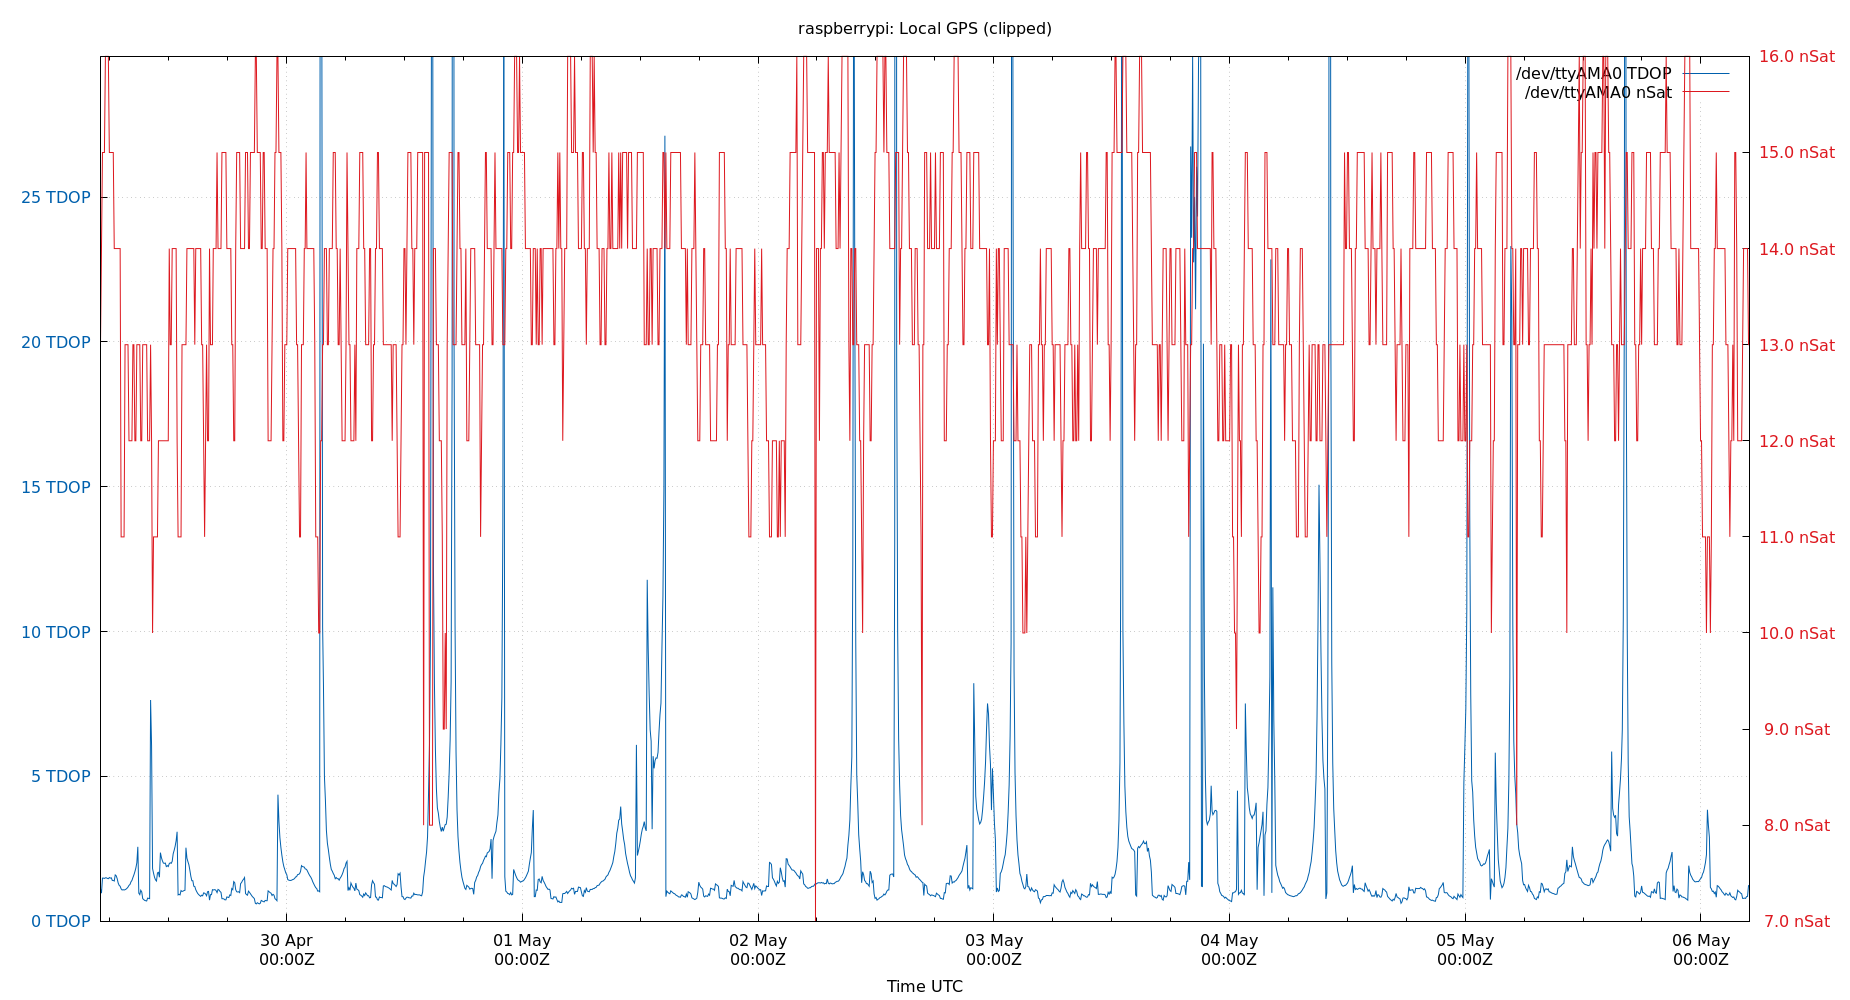 raspberrypi: Local GPS (clipped)
/dev/ttyAMA0 TDOP
/dev/ttyAMA0 nSat
25 TDOP
20 TDOP
15 TDOP
10 TDOP
5 TDOP
0 TDOP
16.0 nSat
15.0 nSat
14.0 nSat
13.0 nSat
12.0 nSat
11.0 nSat
10.0 nSat
9.0 nSat
8.0 nSat
7.0 nSat
30 Apr
00:00Z
01 May
00:00Z
02 May
00:00Z
03 May
00:00Z
04 May
00:00Z
05 May
00:00Z
06 May
00:00Z
Time UTC